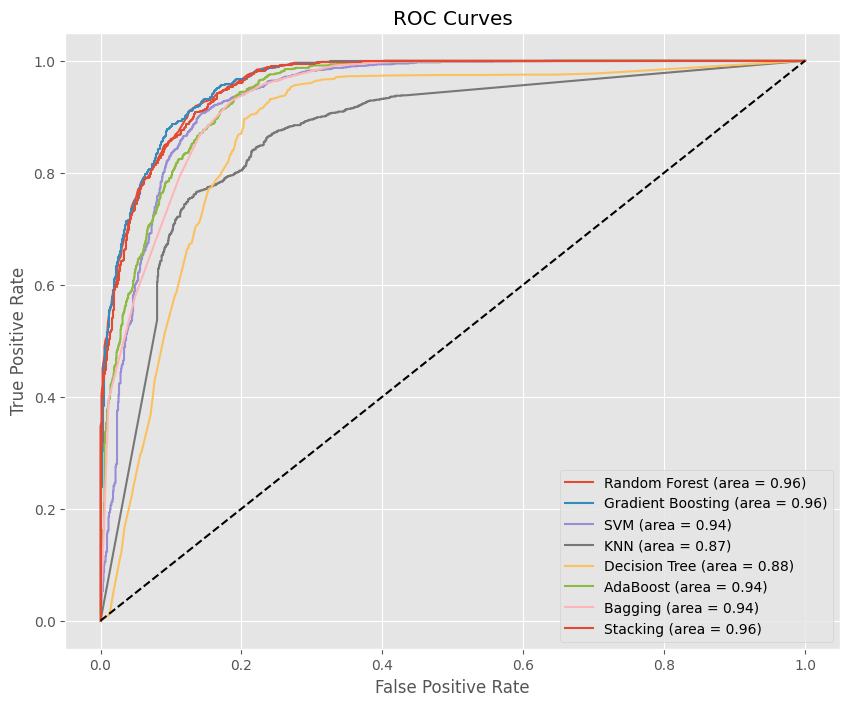 ROC Curves
1.0
0.8
0.6
0.4
0.2
0.0
True Positive Rate
0.0 0.2 0.4 0.6 0.8 1.0
False Positive Rate
Random Forest (area = 0.96)
Gradient Boosting (area = 0.96)
SVM (area = 0.94)
KNN (area = 0.87)
Decision Tree (area = 0.88)
AdaBoost (area = 0.94)
Bagging (area = 0.94)
Stacking (area = 0.96)